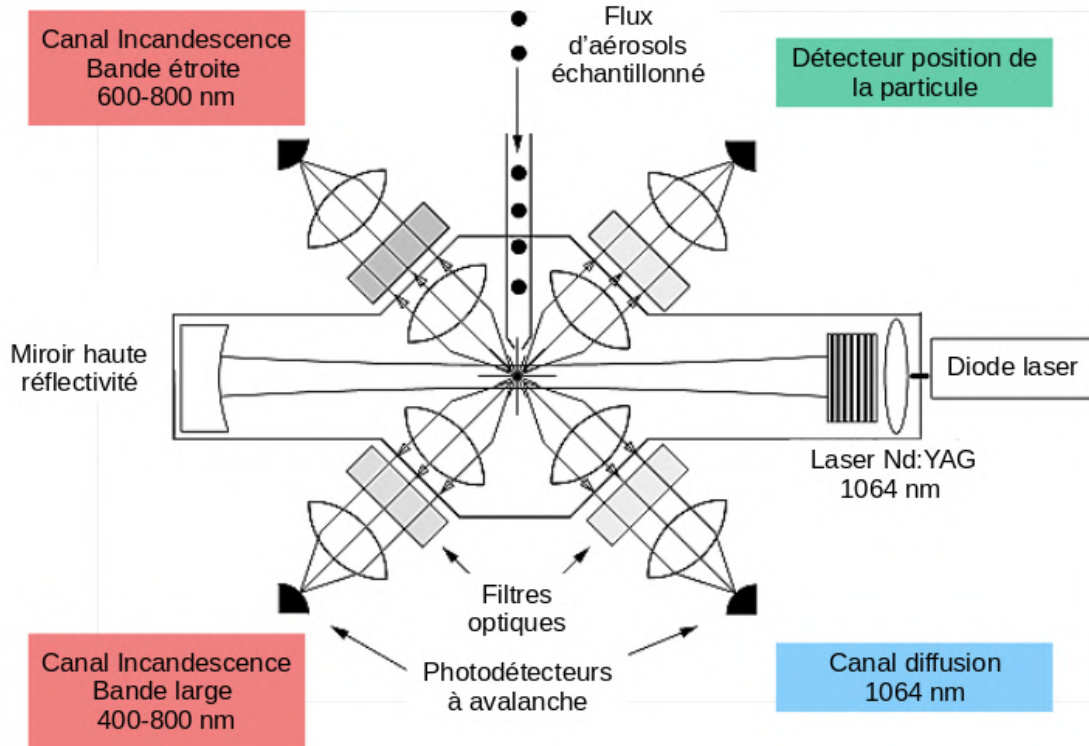 Canal Incandescence
Bande étroite
600-800 nm
Flux
d'aérosols
échantillonné
Détecteur position de
la particule
Miroir haute
réflectivité
Diode laser
Laser Nd:YAG
1064 nm
Filtres
optiques
Photodétecteurs
à avalanche
Canal Incandescence
Bande large
400-800 nm
Canal diffusion
1064 nm